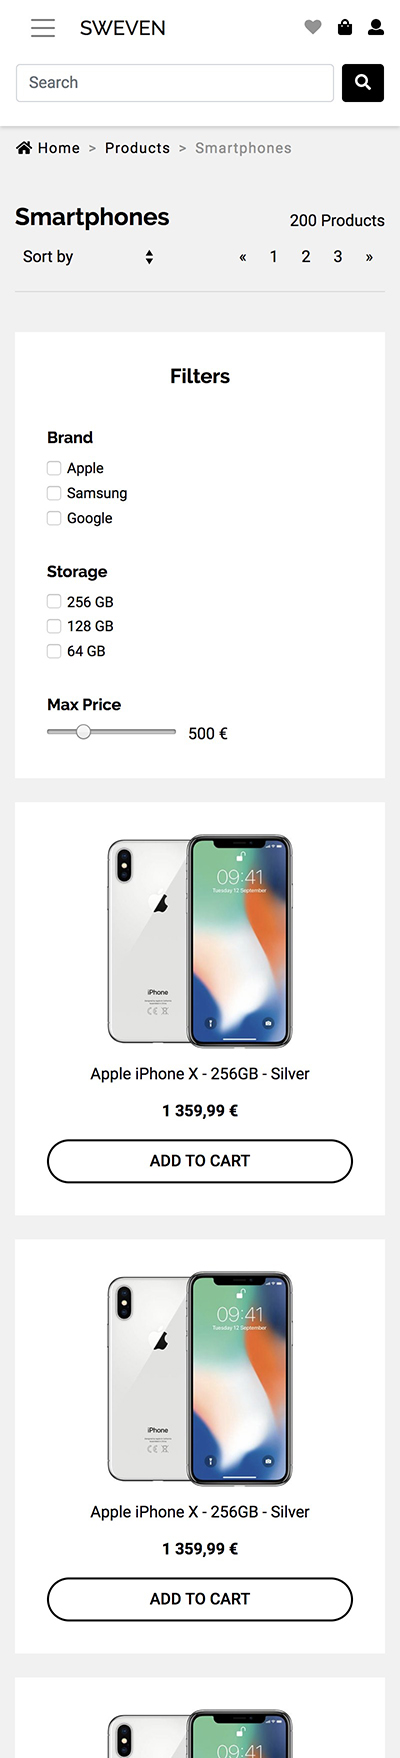 SWEVEN
Search
Home > Products > Smartphones
Smartphones
200 Products
Sort by
« 1 2 3 »
Filters
Brand
Apple
Samsung
Google
Storage
256 GB
128 GB
64 GB
Max Price
500 €
09:41
Tuesday 12 September
iPhone
Apple iPhone X - 256GB - Silver
1 359,99 €
ADD TO CART
09:41
Tuesday 12 September
iPhone
Apple iPhone X - 256GB - Silver
1 359,99 €
ADD TO CART